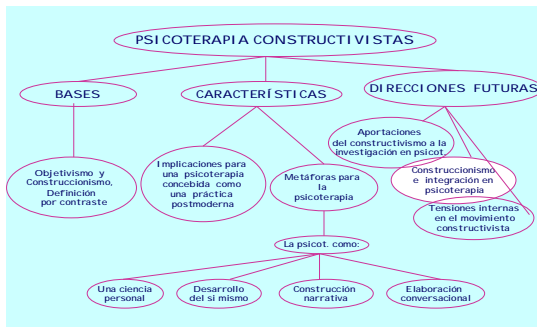 PSICOTERAPIA CONSTRUCTIVISTAS
BASES
CARACTERÍSTICAS
DIRECCIONES FUTURAS
Objetivismo y
Construccionismo,
Definición
por contraste
Implicaciones para
una psicoterapia
concebida como
una práctica
postmoderna
Metáforas para
la
psicoterapia
Aportaciones
del constructivismo a la
investigación en psicot.
Construccionismo
e integración en
psicoterapia
Tensiones internas
en el movimiento
constructivista
La psicot. como:
Una ciencia
personal
Desarrollo
del si mismo
Construcción
narrativa
Elaboración
conversacional